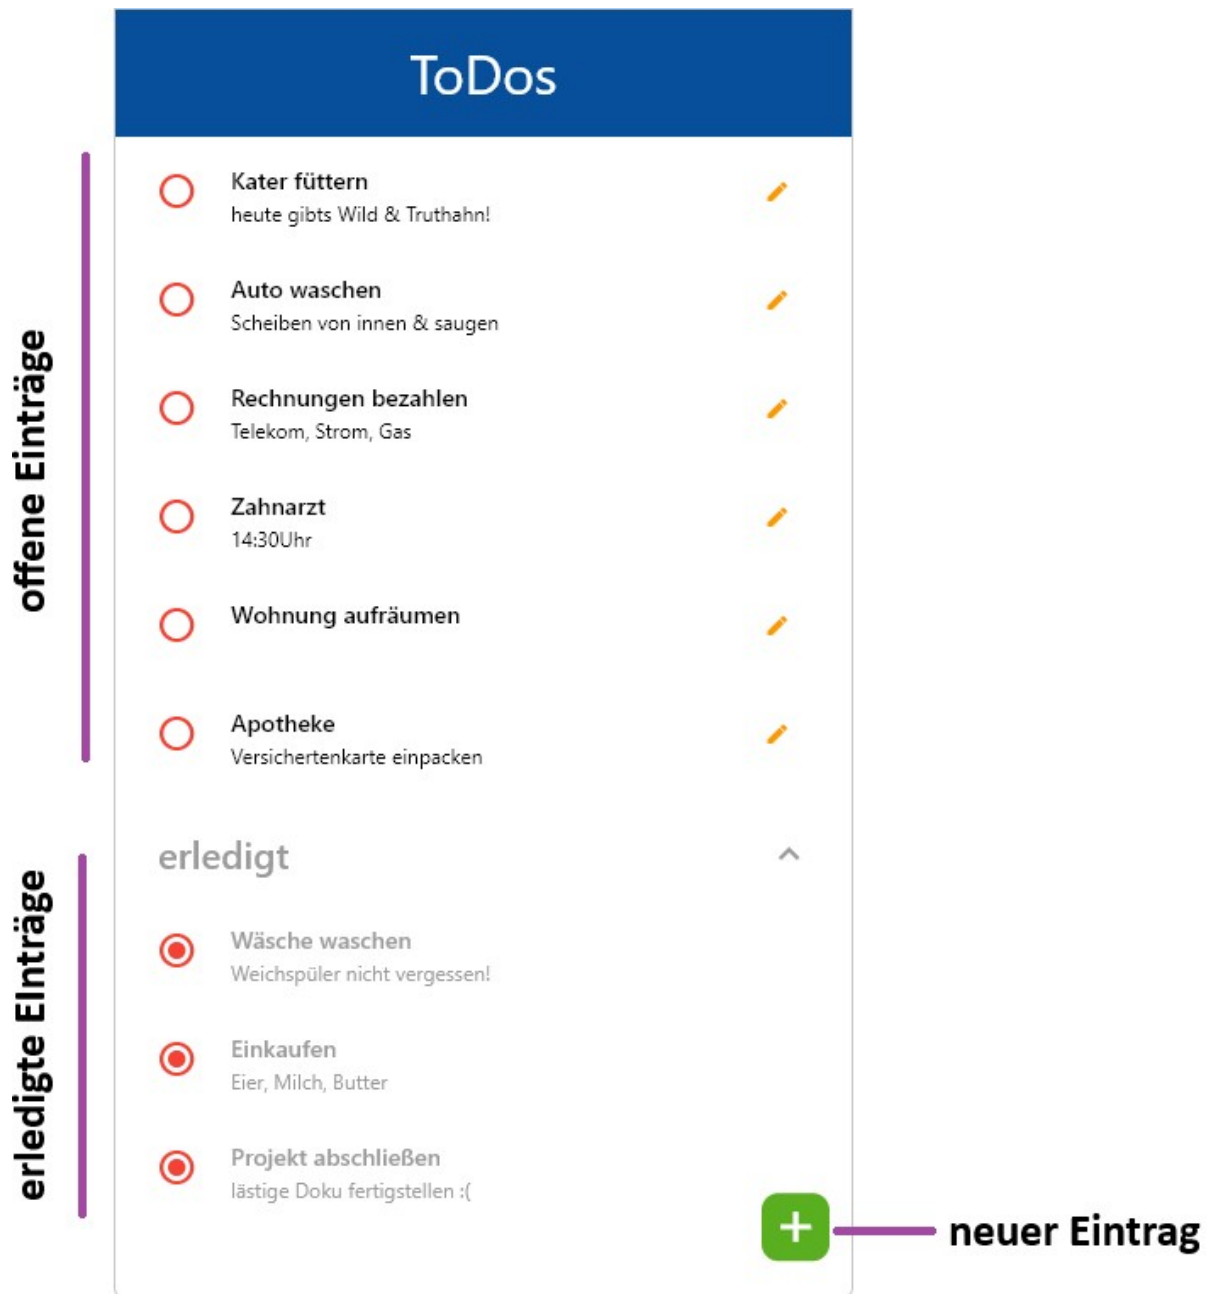 ToDos
offene Einträge
Kater füttern
heute gibts Wild & Truthahn!
Auto waschen
Scheiben von innen & saugen
Rechnungen bezahlen
Telekom, Strom, Gas
Zahnarzt
14:30Uhr
Wohnung aufräumen
Apotheke
Versichertenkarte einpacken
erledigte EInträge
erledigt
Wäsche waschen
Weichspüler nicht vergessen!
Einkaufen
Eier, Milch, Butter
Projekt abschließen
lästige Doku fertigstellen :(
neuer Eintrag